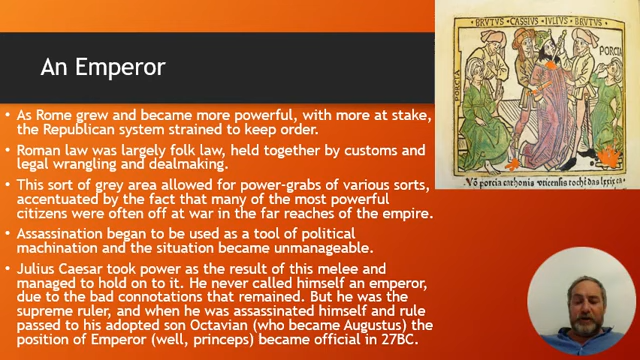 An Emperor
• As Rome grew and became more powerful, with more at stake,
the Republican system strained to keep order.
• Roman law was largely folk law, held together by customs and
legal wrangling and dealmaking.
• This sort of grey area allowed for power-grabs of various sorts,
accentuated by the fact that many of the most powerful
citizens were often off at war in the far reaches of the empire.
• Assassination began to be used as a tool of political
machination and the situation became unmanageable.
• Julius Caesar took power as the result of this melee and
managed to hold on to it. He never called himself an emperor,
due to the bad connotations that remained. But he was the
supreme ruler, and when he was assassinated himself and rule
passed to his adopted son Octavian (who became Augustus) the
position of Emperor (well, princeps) became official in 27BC.
BRVTVS • CASSIVS • IVLIVS • BRVTVS •
PORCIA
PORCIA
porcia cathonis